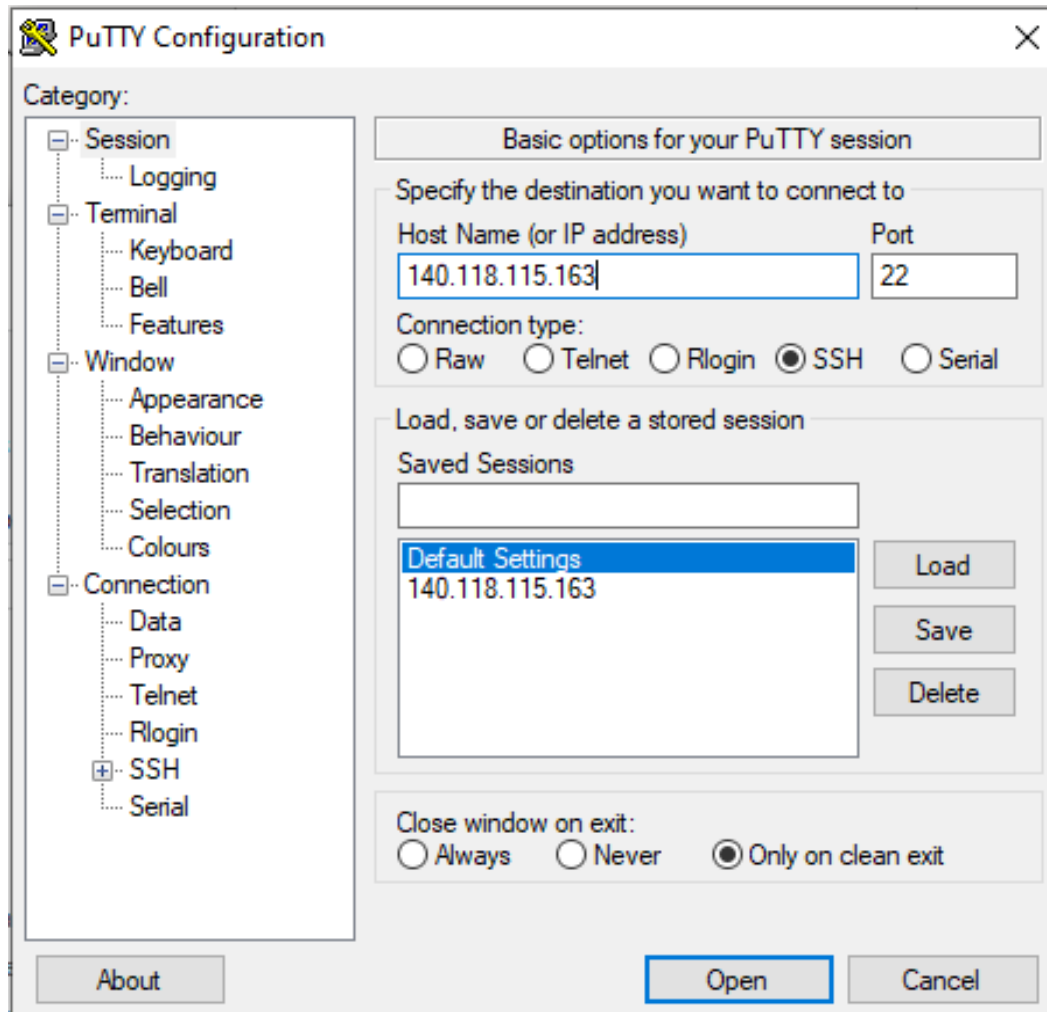 PuTTY Configuration
Category:
Session
Logging
Terminal
Keyboard
Bell
Features
Window
Appearance
Behaviour
Translation
Selection
Colours
Connection
Data
Proxy
Telnet
Rlogin
SSH
Serial
Basic options for your PuTTY session
Specify the destination you want to connect to
Host Name (or IP address) Port
140.118.115.163 22
Connection type:
Raw Telnet Rlogin SSH Serial
Load, save or delete a stored session
Saved Sessions
Default Settings
140.118.115.163
Load
Save
Delete
Close window on exit:
Always Never Only on clean exit
About Open Cancel